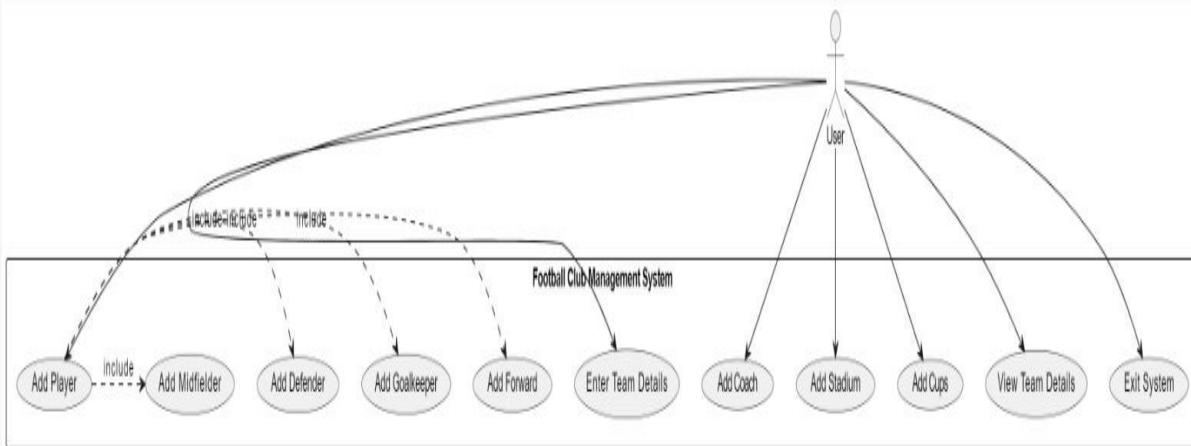 User
include include include
Football Club Management System
include
Add Player Add Midfielder Add Defender Add Goalkeeper Add Forward Enter Team Details Add Coach Add Stadium Add Cups View Team Details Exit System